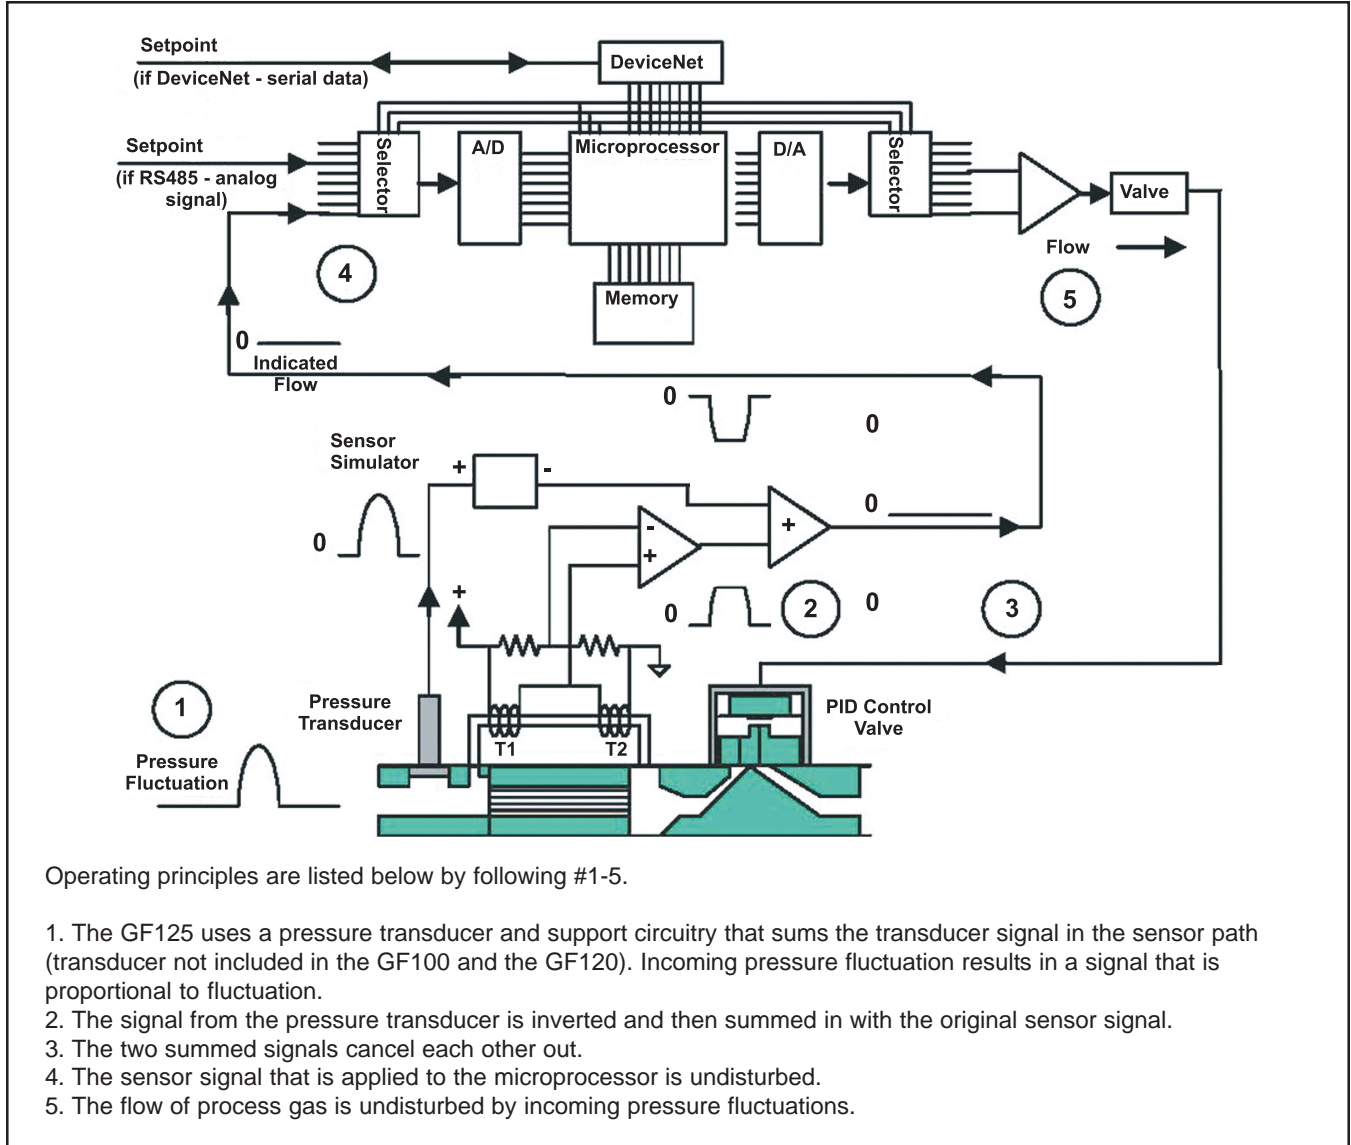 Setpoint
(if DeviceNet - serial data)
DeviceNet
Setpoint
(if RS485 - analog
signal)
Selector
A/D
Microprocessor
D/A
Selector
Valve
Flow
4
5
Memory
0
Indicated
Flow
0
0
Sensor
Simulator
+
-
0
0
-
+
+
+
0
2
0
3
1
Pressure
Transducer
PID Control
Valve
T1
T2
Pressure
Fluctuation
Operating principles are listed below by following #1-5.
1. The GF125 uses a pressure transducer and support circuitry that sums the transducer signal in the sensor path
(transducer not included in the GF100 and the GF120). Incoming pressure fluctuation results in a signal that is
proportional to fluctuation.
2. The signal from the pressure transducer is inverted and then summed in with the original sensor signal.
3. The two summed signals cancel each other out.
4. The sensor signal that is applied to the microprocessor is undisturbed.
5. The flow of process gas is undisturbed by incoming pressure fluctuations.